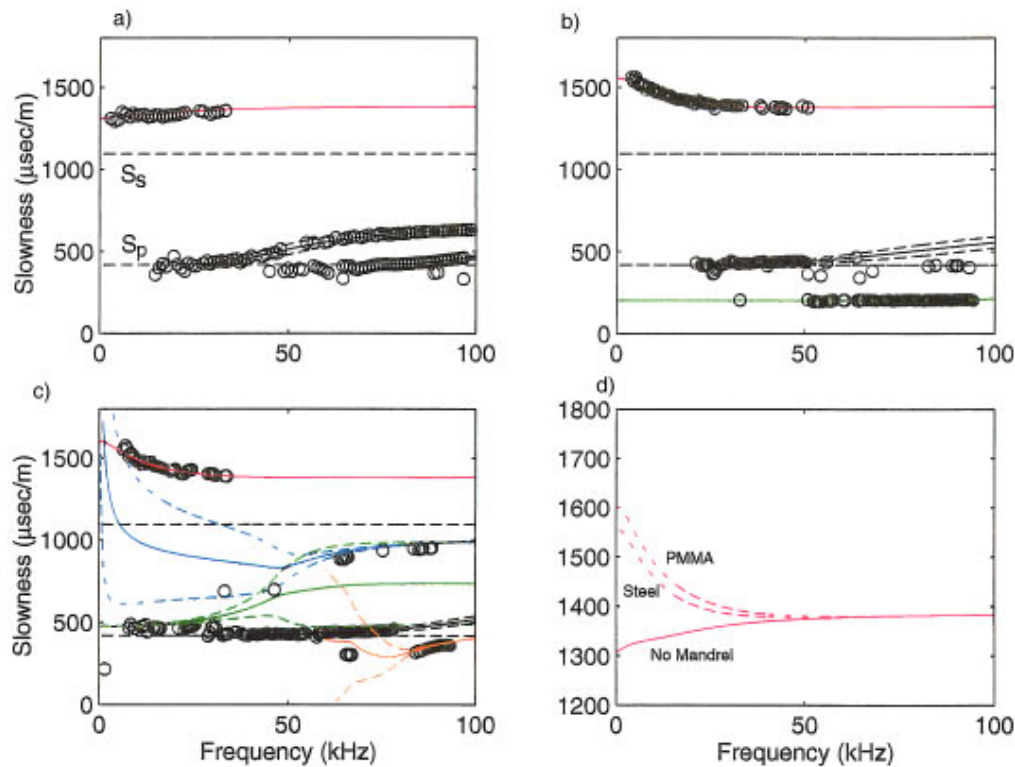 a)
b)
1500
1000
500
0
Slowness (μsec/m)
S_s
S_p
0
50
100
1500
1000
500
0
0
50
100
c)
d)
1500
1000
500
0
Slowness (μsec/m)
0
50
100
Frequency (kHz)
1800
1700
1600
1500
1400
1300
1200
PMMA
Steel
No Mandrel
0
50
100
Frequency (kHz)